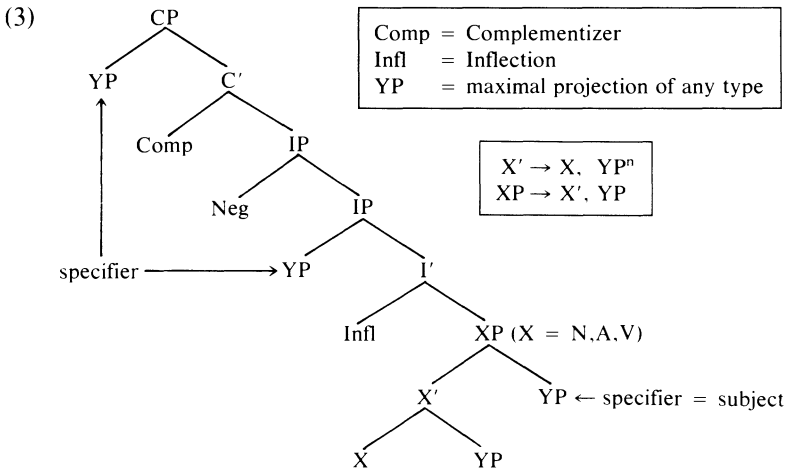 (3)
CP
YP C′
Comp IP
Neg IP
specifier YP I′
Infl XP (X = N,A,V)
X′ YP ← specifier = subject
X YP
Comp = Complementizer
Infl = Inflection
YP = maximal projection of any type
X′ → X, YPⁿ
XP → X′, YP